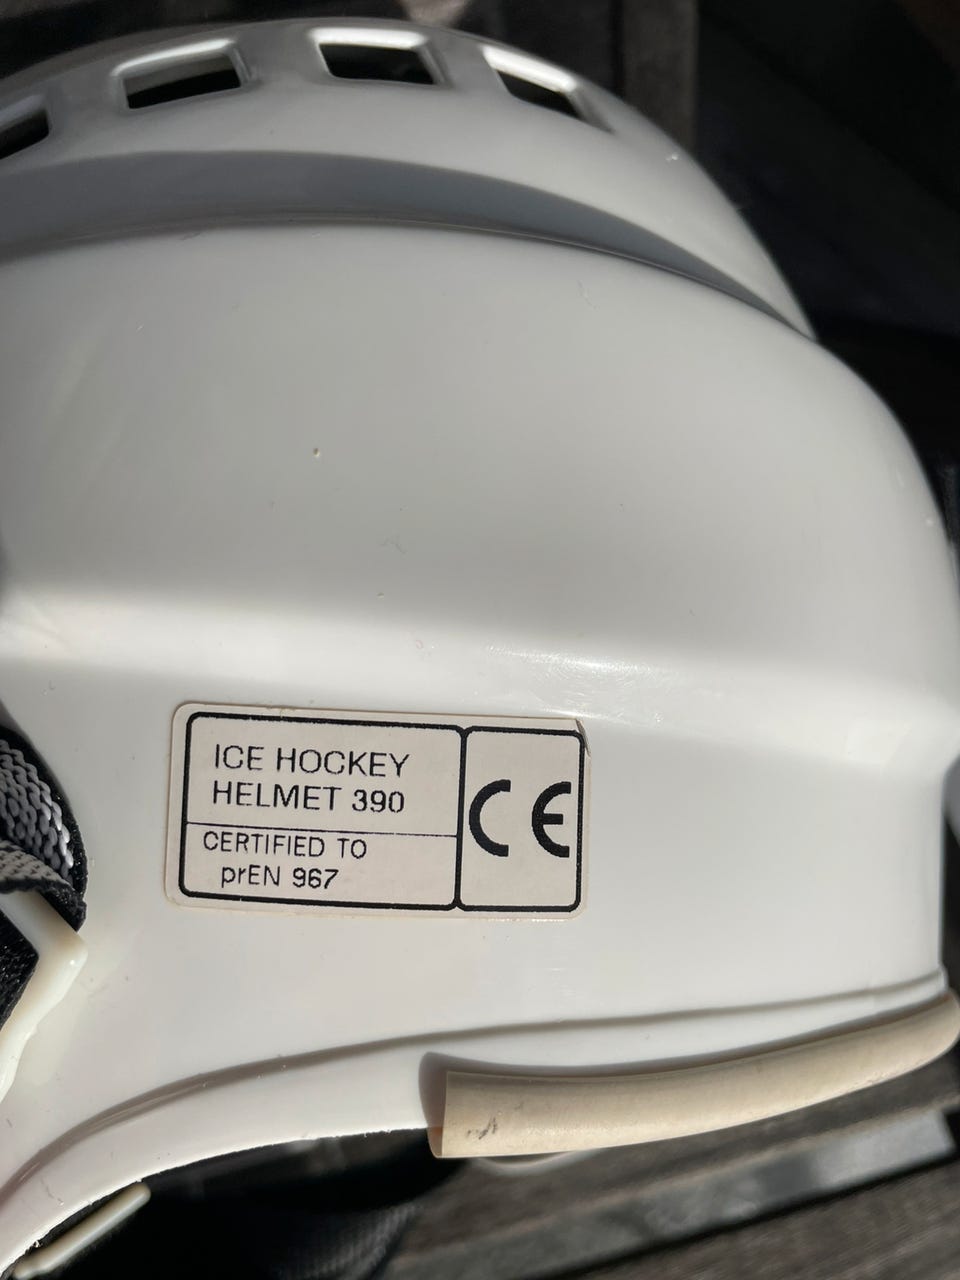 ICE HOCKEY
HELMET 390
CERTIFIED TO
prEN 967
CE